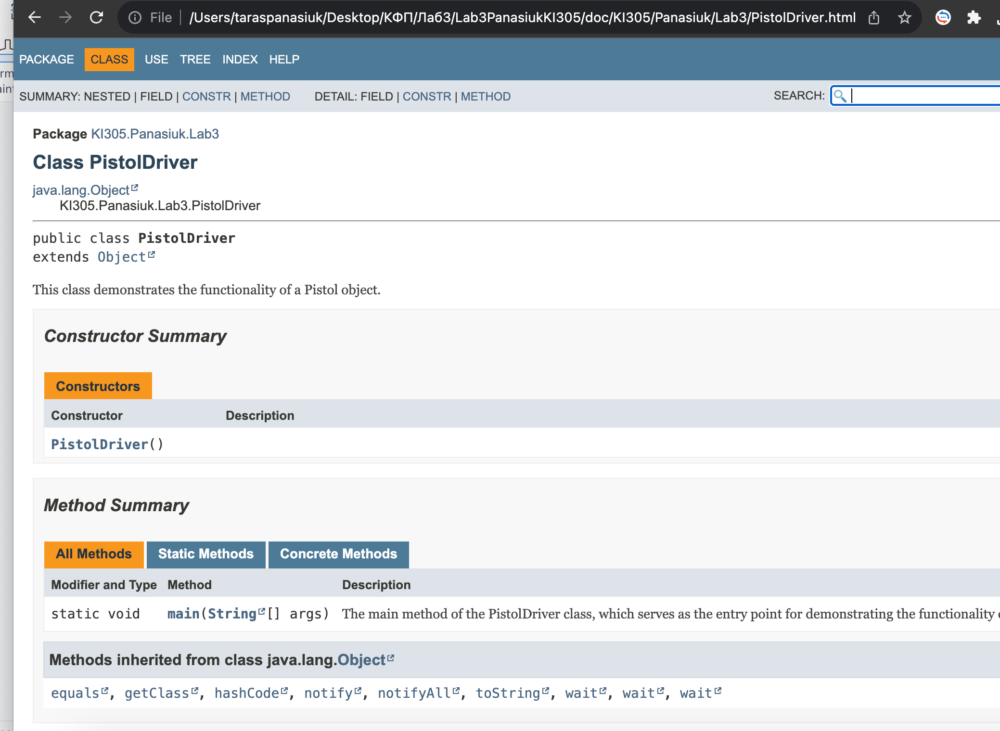 File /Users/taraspanasiuk/Desktop/КФП/Лаб3/Lab3PanasiukKI305/doc/KI305/Panasiuk/Lab3/PistolDriver.html
PACKAGE CLASS USE TREE INDEX HELP
SUMMARY: NESTED | FIELD | CONSTR | METHOD DETAIL: FIELD | CONSTR | METHOD SEARCH:
Package KI305.Panasiuk.Lab3
Class PistolDriver
java.lang.Object
KI305.Panasiuk.Lab3.PistolDriver
public class PistolDriver
extends Object
This class demonstrates the functionality of a Pistol object.
Constructor Summary
Constructors
Constructor Description
PistolDriver()
Method Summary
All Methods Static Methods Concrete Methods
Modifier and Type Method Description
static void main(String[] args) The main method of the PistolDriver class, which serves as the entry point for demonstrating the functionality
Methods inherited from class java.lang.Object
equals, getClass, hashCode, notify, notifyAll, toString, wait, wait, wait